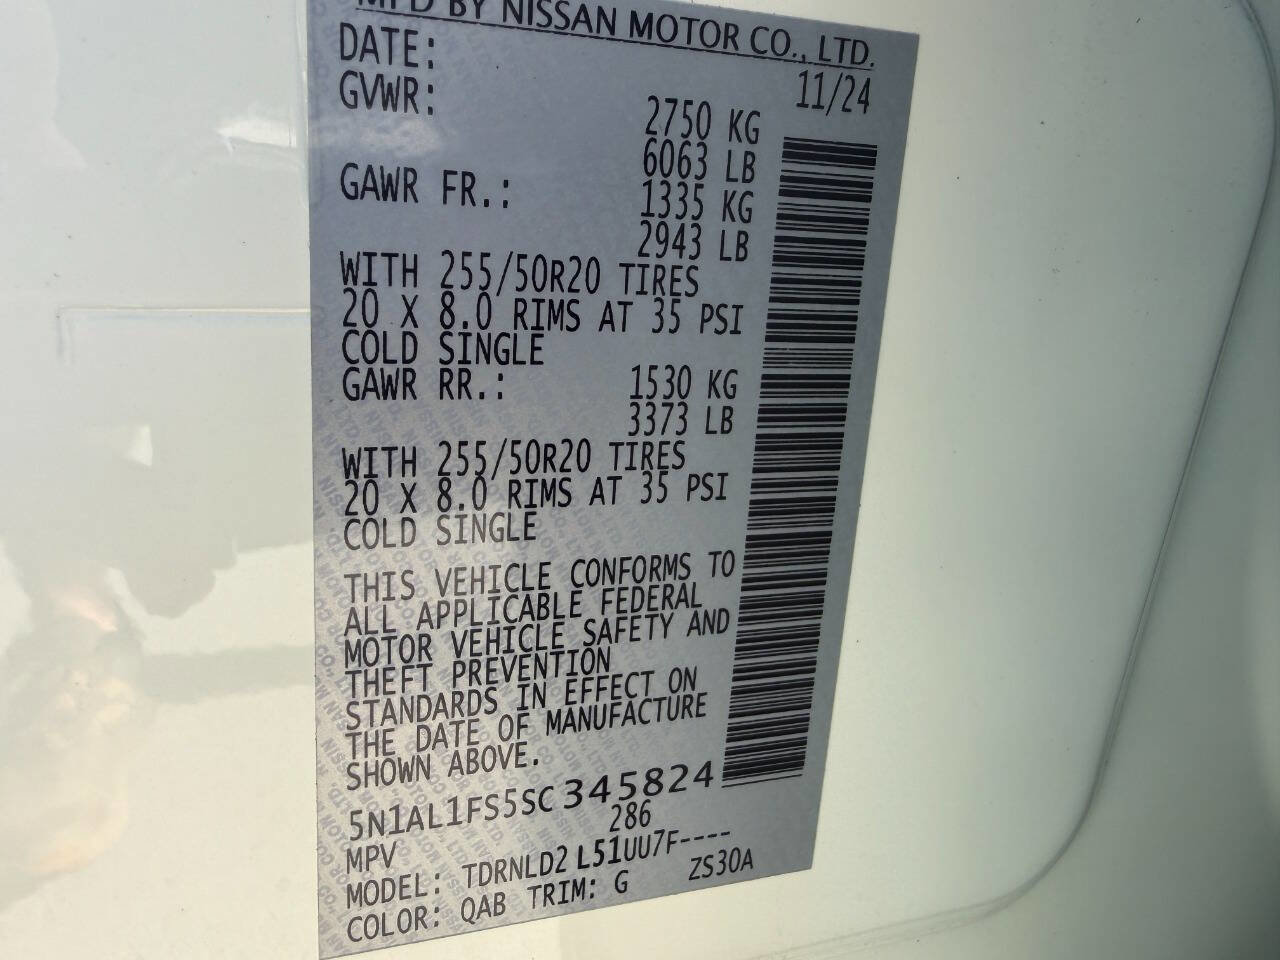 MFD BY NISSAN MOTOR CO., LTD.
DATE: 11/24
GVWR: 2750 KG
6063 LB
GAWR FR.: 1335 KG
2943 LB
WITH 255/50R20 TIRES
20 X 8.0 RIMS AT 35 PSI
COLD SINGLE
GAWR RR.: 1530 KG
3373 LB
WITH 255/50R20 TIRES
20 X 8.0 RIMS AT 35 PSI
COLD SINGLE
THIS VEHICLE CONFORMS TO
ALL APPLICABLE FEDERAL
MOTOR VEHICLE SAFETY AND
THEFT PREVENTION
STANDARDS IN EFFECT ON
THE DATE OF MANUFACTURE
SHOWN ABOVE.
5N1AL1FS5SC345824
MPV 286
MODEL: TDRNLD2 L51UU7F----
COLOR: QAB TRIM: G ZS30A